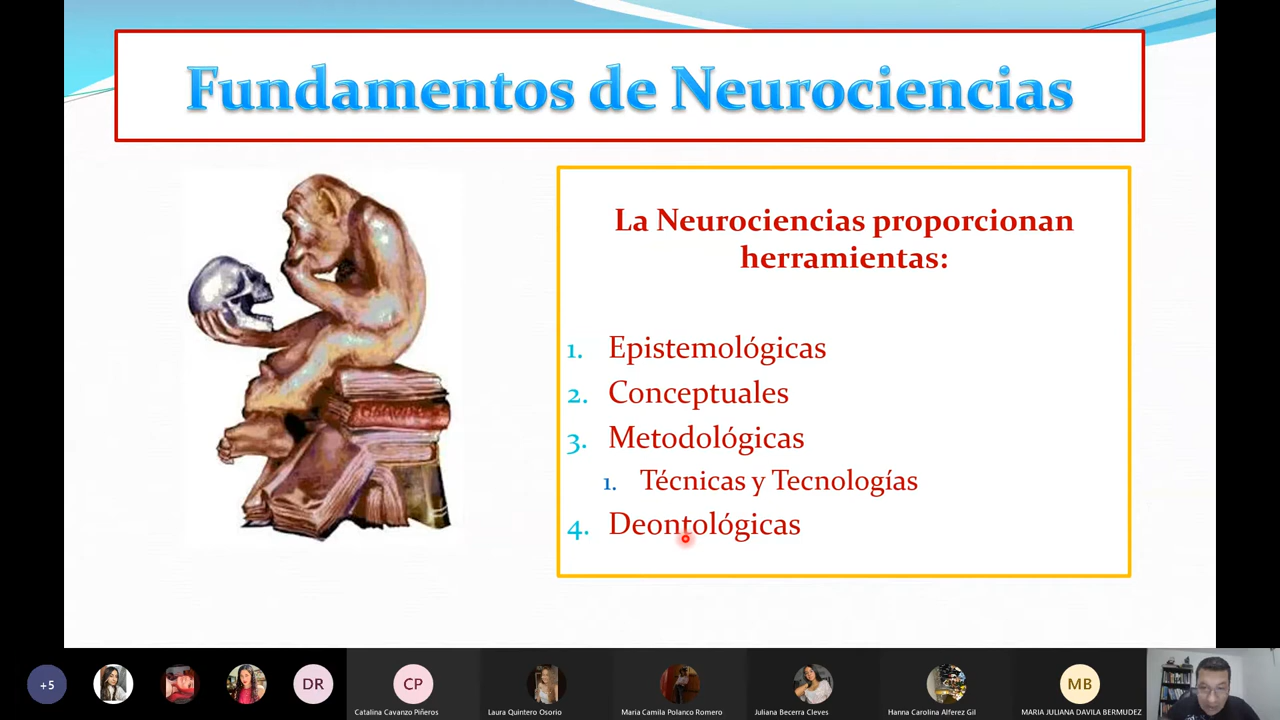 Fundamentos de Neurociencias
La Neurociencias proporcionan
herramientas:
1. Epistemológicas
2. Conceptuales
3. Metodológicas
1. Técnicas y Tecnologías
4. Deontológicas
+5
DR
CP
MB
Catalina Cavanzo Piñeros
Laura Quintero Osorio
Maria Camila Polanco Romero
Juliana Becerra Cleves
Hanna Carolina Alferez Gil
MARIA JULIANA DAVILA BERMUDEZ